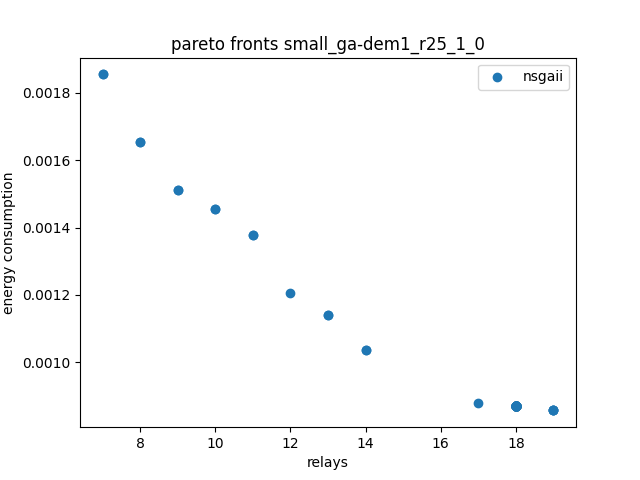 pareto fronts small_ga-dem1_r25_1_0
nsgaii
energy consumption
0.0018
0.0016
0.0014
0.0012
0.0010
8 10 12 14 16 18
relays